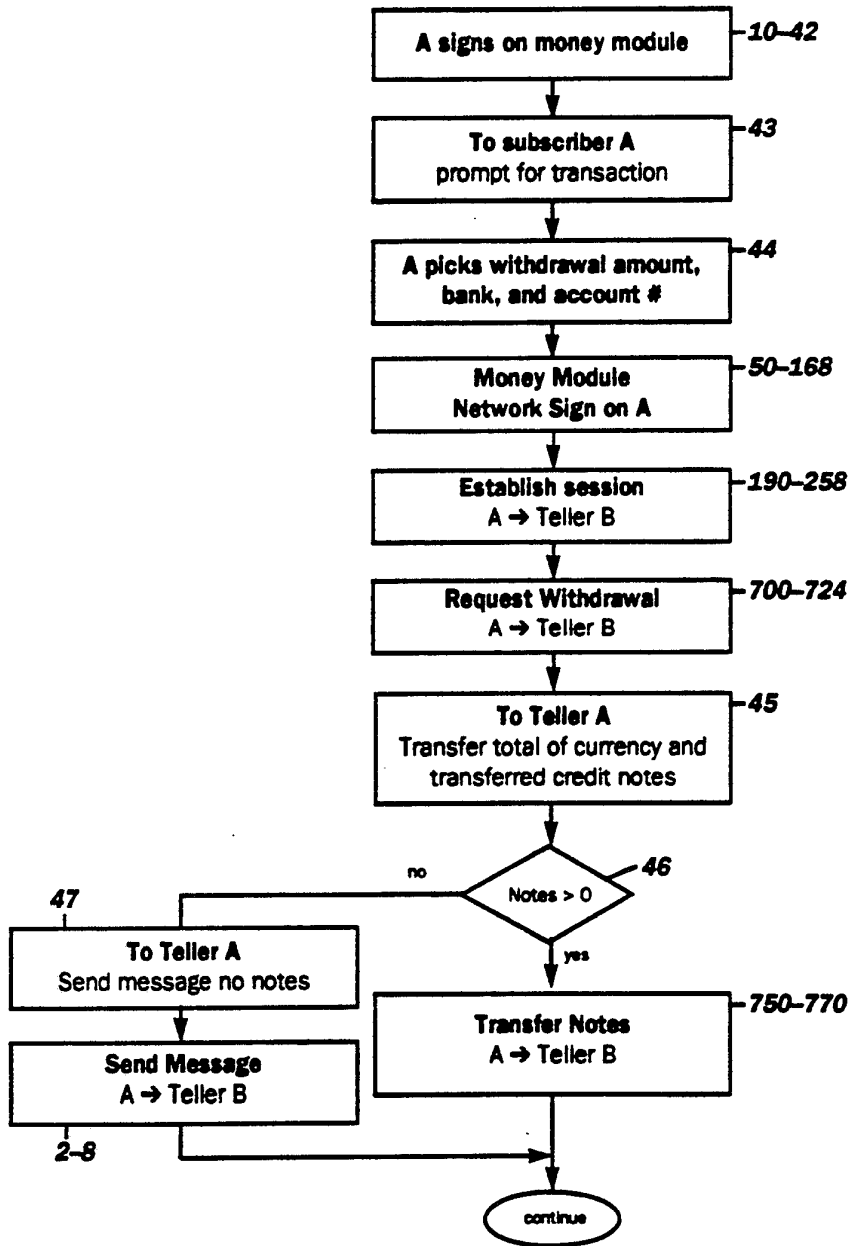 A signs on money module
10–42
To subscriber A
prompt for transaction
43
A picks withdrawal amount,
bank, and account #
44
Money Module
Network Sign on A
50–168
Establish session
A → Teller B
190–258
Request Withdrawal
A → Teller B
700–724
To Teller A
Transfer total of currency and
transferred credit notes
45
Notes > 0
46
no
yes
47
To Teller A
Send message no notes
Transfer Notes
A → Teller B
750–770
Send Message
A → Teller B
2–8
continue